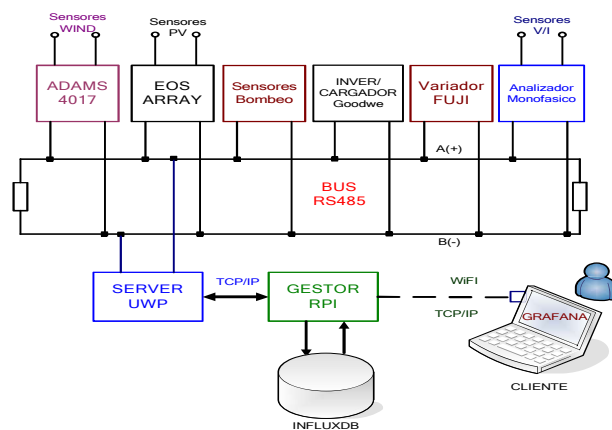 Sensores
WIND
Sensores
PV
Sensores
V/I
ADAMS
4017
EOS
ARRAY
Sensores
Bombeo
INVER/
CARGADOR
Goodwe
Variador
FUJI
Analizador
Monofasico
A(+)
BUS
RS485
B(-)
SERVER
UWP
TCP/IP
GESTOR
RPI
WiFI
TCP/IP
GRAFANA
CLIENTE
INFLUXDB